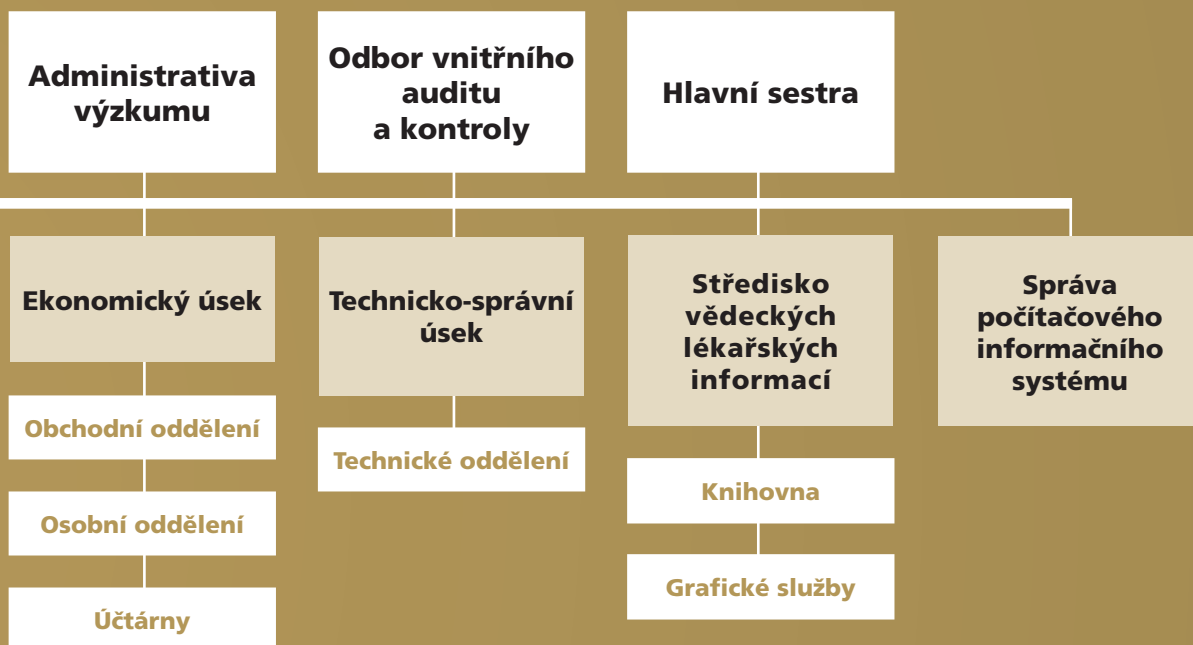 Administrativa
výzkumu
Odbor vnitřního
auditu
a kontroly
Hlavní sestra
Ekonomický úsek
Technicko-správní
úsek
Středisko
vědeckých
lékařských
informací
Správa
počítačového
informačního
systému
Obchodní oddělení
Osobní oddělení
Účtárny
Technické oddělení
Knihovna
Grafické služby